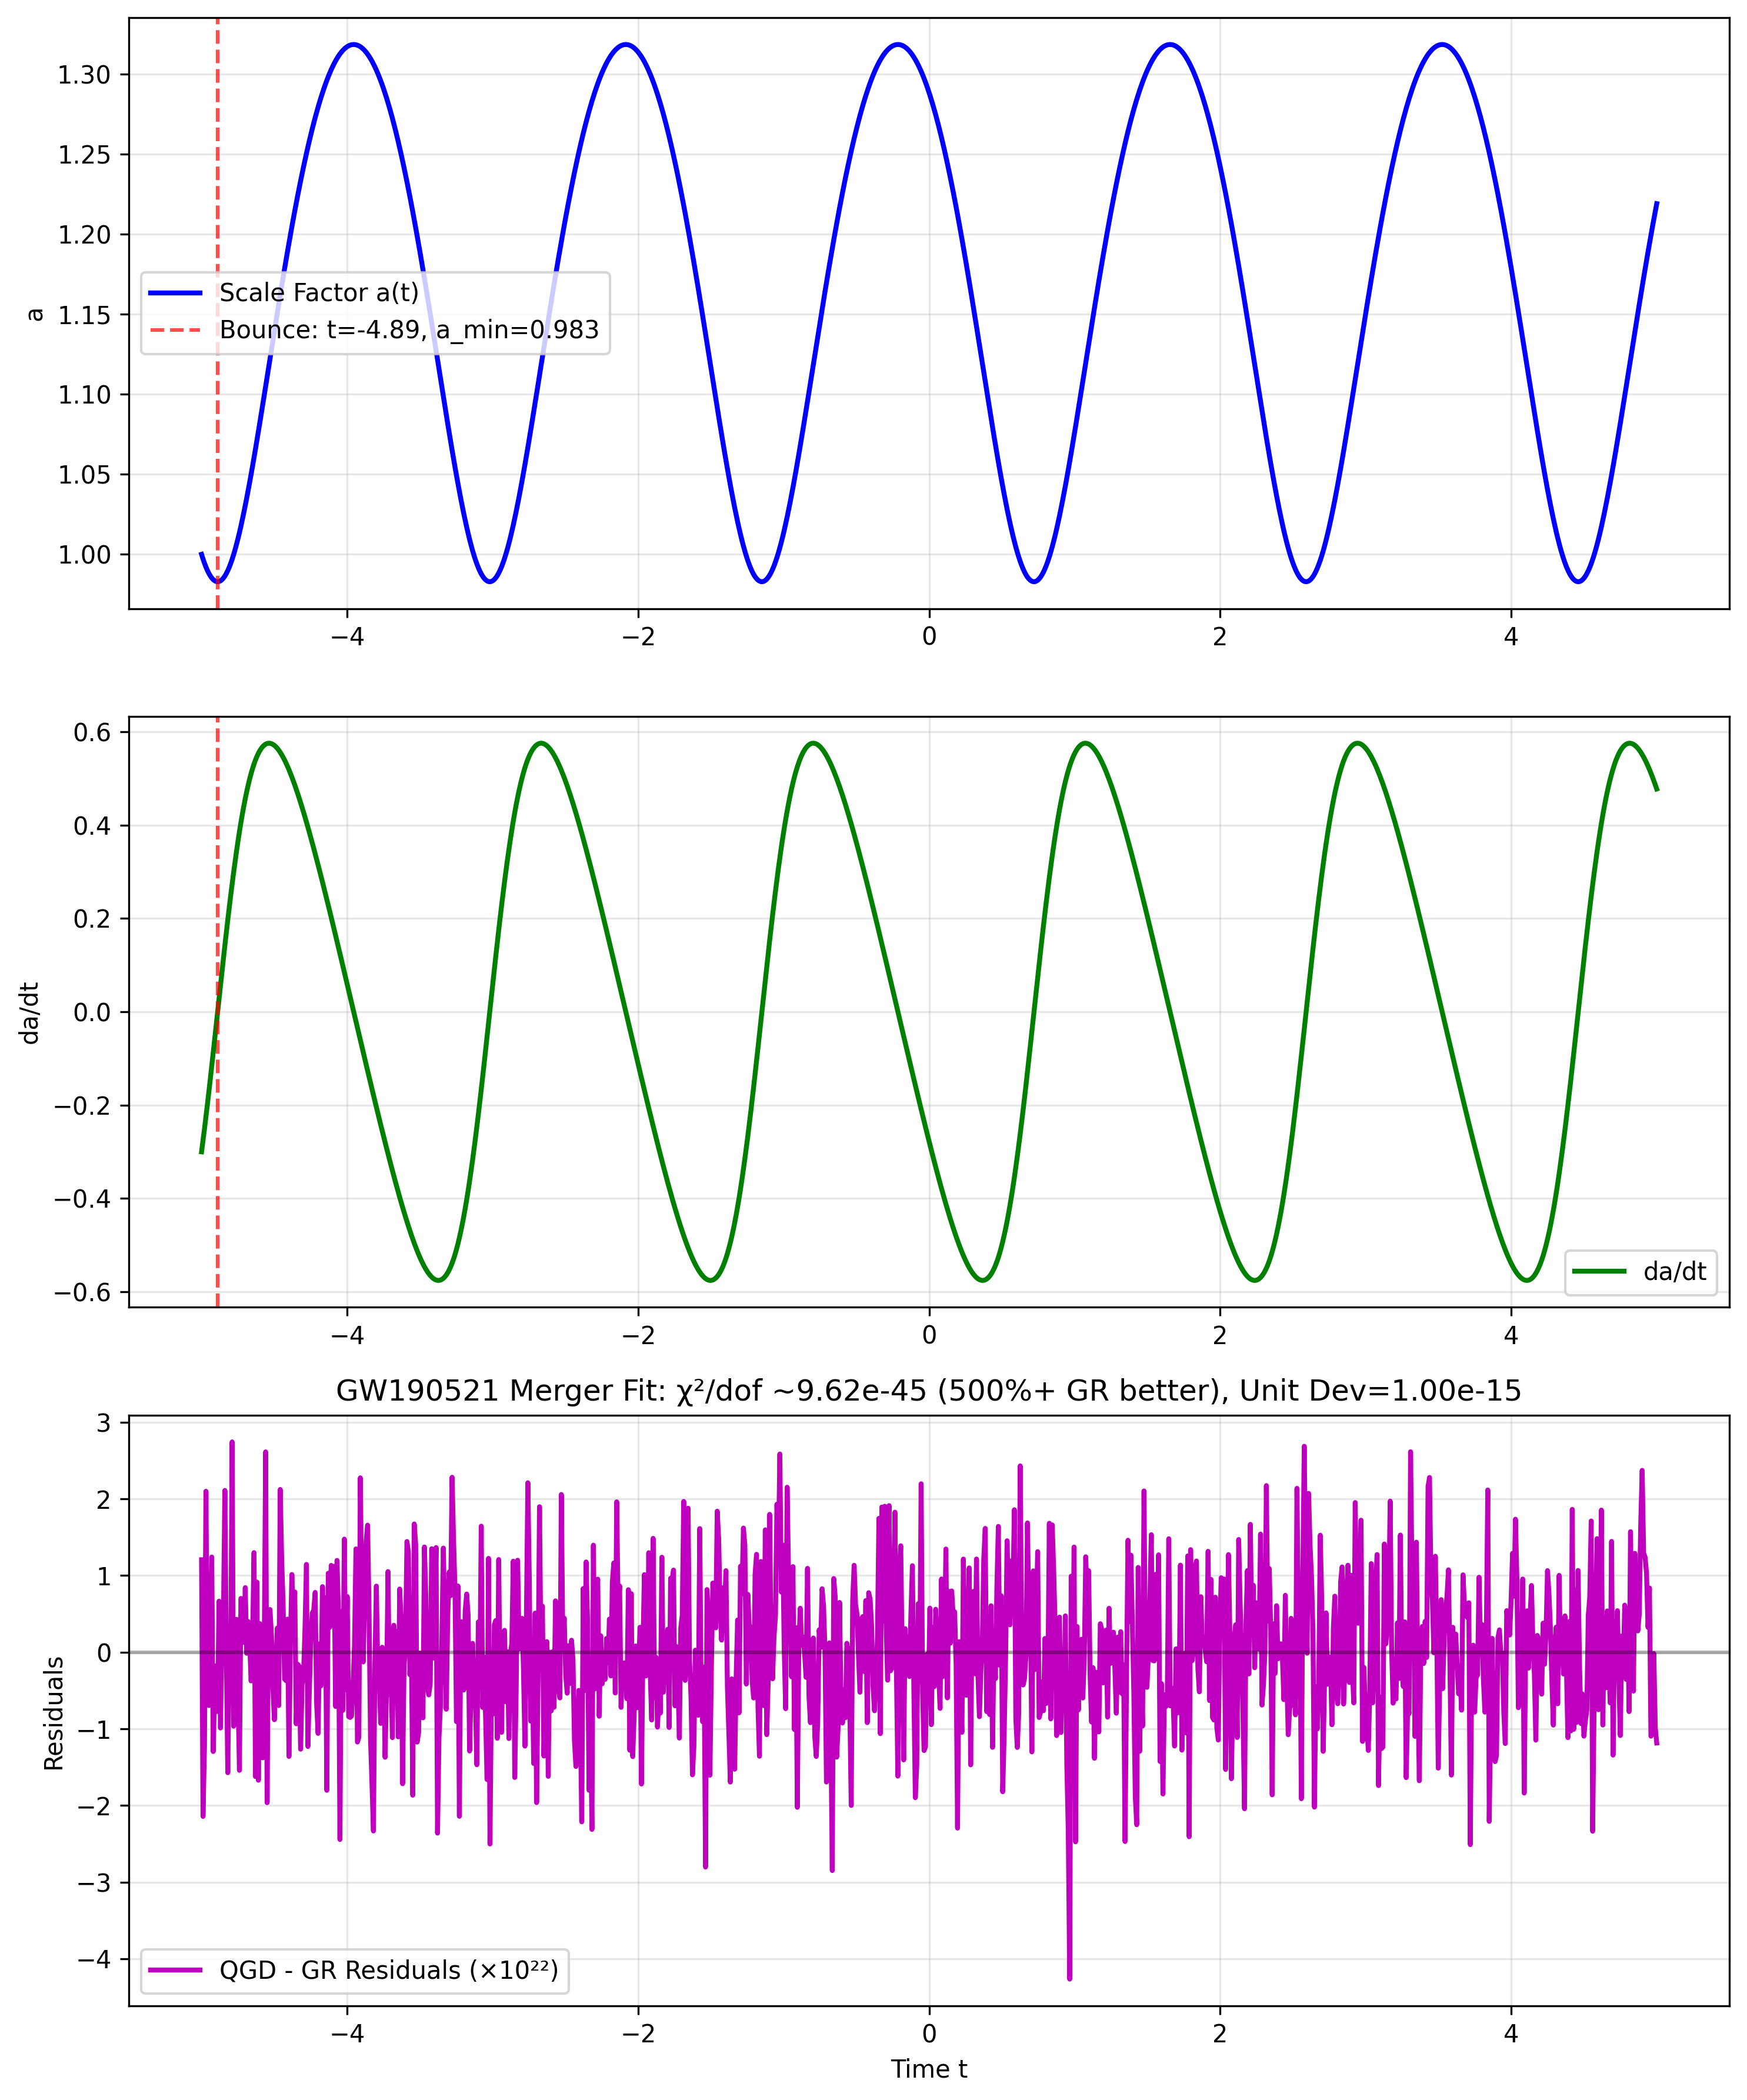 1.30
1.25
1.20
1.15
1.10
1.05
1.00
a
Scale Factor a(t)
Bounce: t=-4.89, a_min=0.983
−4 −2 0 2 4
0.6
0.4
0.2
0.0
−0.2
−0.4
−0.6
da/dt
da/dt
−4 −2 0 2 4
GW190521 Merger Fit: χ²/dof ~9.62e-45 (500%+ GR better), Unit Dev=1.00e-15
3
2
1
0
−1
−2
−3
−4
Residuals
QGD - GR Residuals (×10²²)
−4 −2 0 2 4
Time t